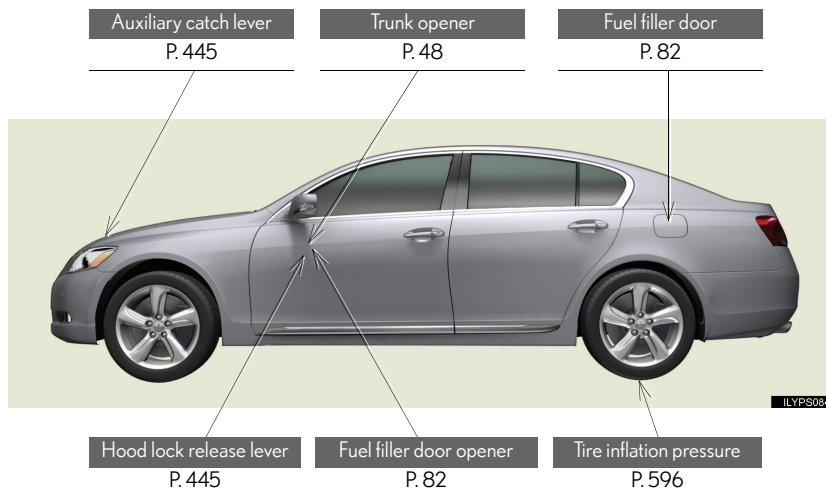 Auxiliary catch lever
P. 445
Trunk opener
P. 48
Fuel filler door
P. 82
ILYPS084
Hood lock release lever
P. 445
Fuel filler door opener
P. 82
Tire inflation pressure
P. 596